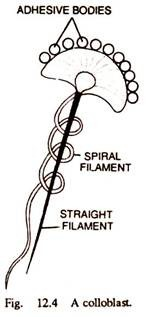 ADHESIVE BODIES
SPIRAL
FILAMENT
STRAIGHT
FILAMENT
Fig. 12.4 A colloblast.